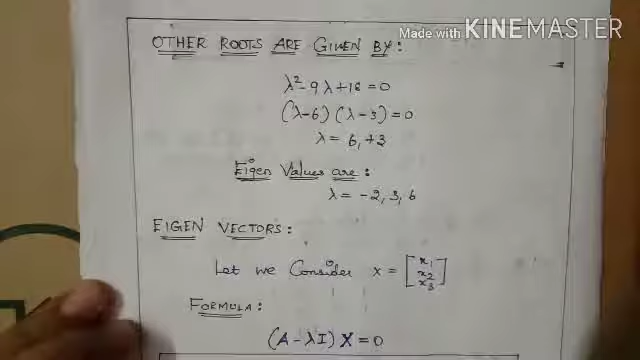 Made with KINEMASTER
OTHER ROOTS ARE GIVEN BY:
λ² - 9λ + 18 = 0
(λ-6) (λ-3) = 0
λ = 6, +3
Eigen Values are:
λ = -2, 3, 6
EIGEN VECTORS:
Let we Consider X = [x₁ x₂ x₃]
FORMULA:
(A - λI) X = 0